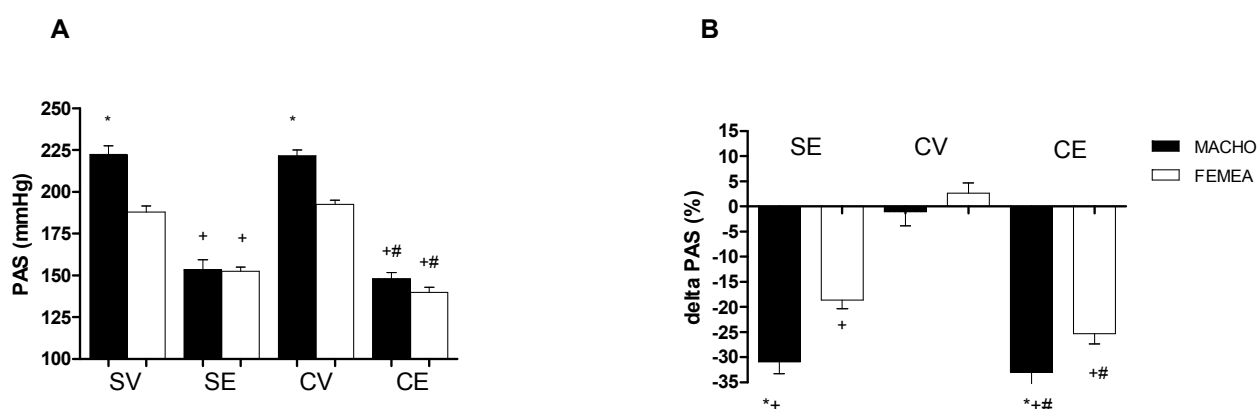 A
B
PAS (mmHg)
250
225
200
175
150
125
100
*
*
+
+
+#
+#
SV
SE
CV
CE
delta PAS (%)
15
10
5
0
-5
-10
-15
-20
-25
-30
-35
SE
CV
CE
*+
+
*+#
+#
MACHO
FEMEA